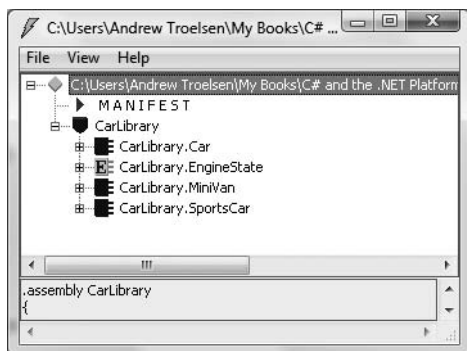 C:\Users\Andrew Troelsen\My Books\C# ...
File View Help
C:\Users\Andrew Troelsen\My Books\C# and the .NET Platform
M A N I F E S T
CarLibrary
CarLibrary.Car
E CarLibrary.EngineState
CarLibrary.MiniVan
CarLibrary.SportsCar
.assembly CarLibrary
{